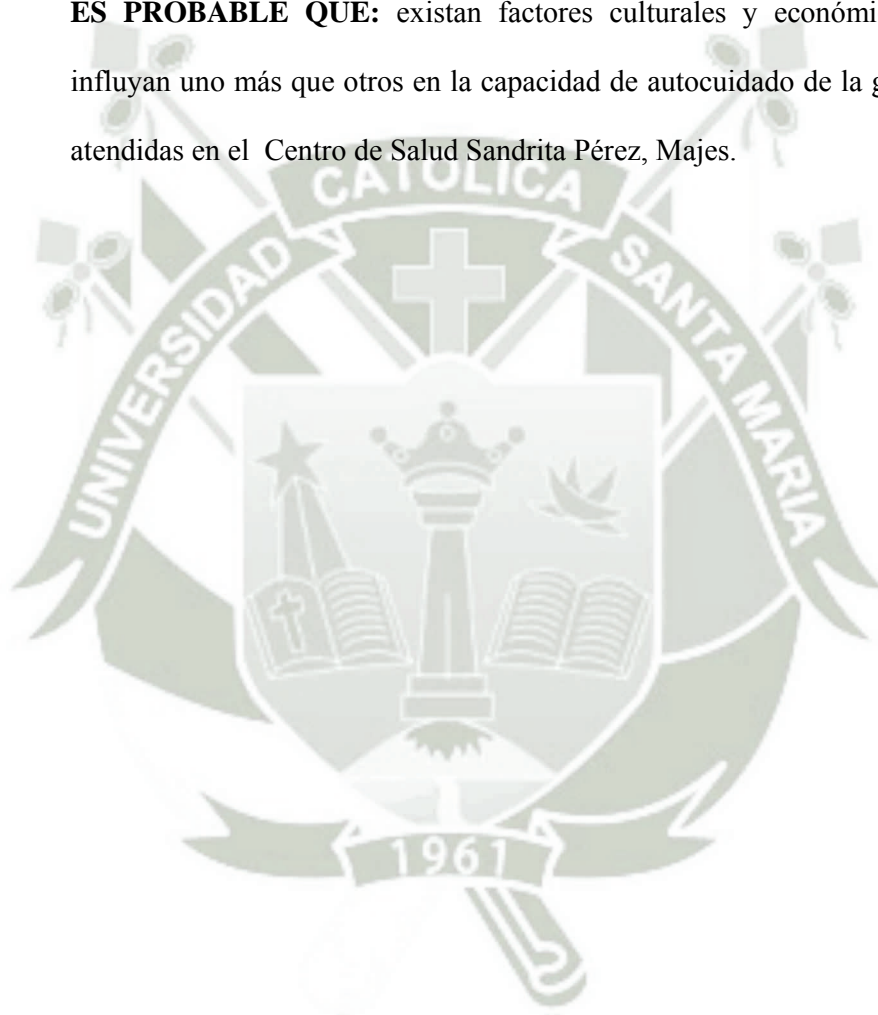 ES PROBABLE QUE: existan factores culturales y económi
influyan uno más que otros en la capacidad de autocuidado de la g
atendidas en el Centro de Salud Sandrita Pérez, Majes.
UNIVERSIDAD CATOLICA SANTA MARIA
1961